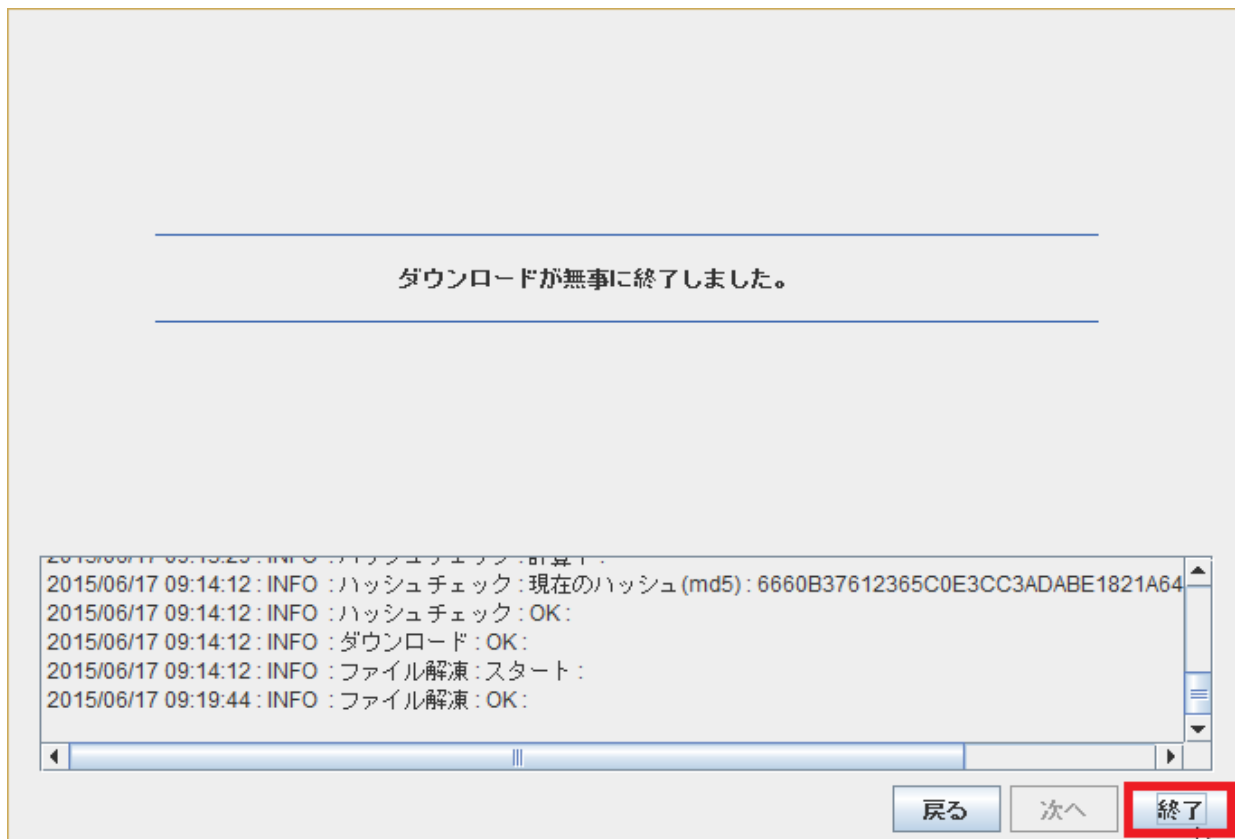 ダウンロードが無事に終了しました。
2015/06/17 09:14:12 : INFO : ハッシュチェック : 現在のハッシュ(md5) : 6660B37612365C0E3CC3ADABE1821A64
2015/06/17 09:14:12 : INFO : ハッシュチェック : OK :
2015/06/17 09:14:12 : INFO : ダウンロード : OK :
2015/06/17 09:14:12 : INFO : ファイル解凍 : スタート :
2015/06/17 09:19:44 : INFO : ファイル解凍 : OK :
戻る 次へ 終了